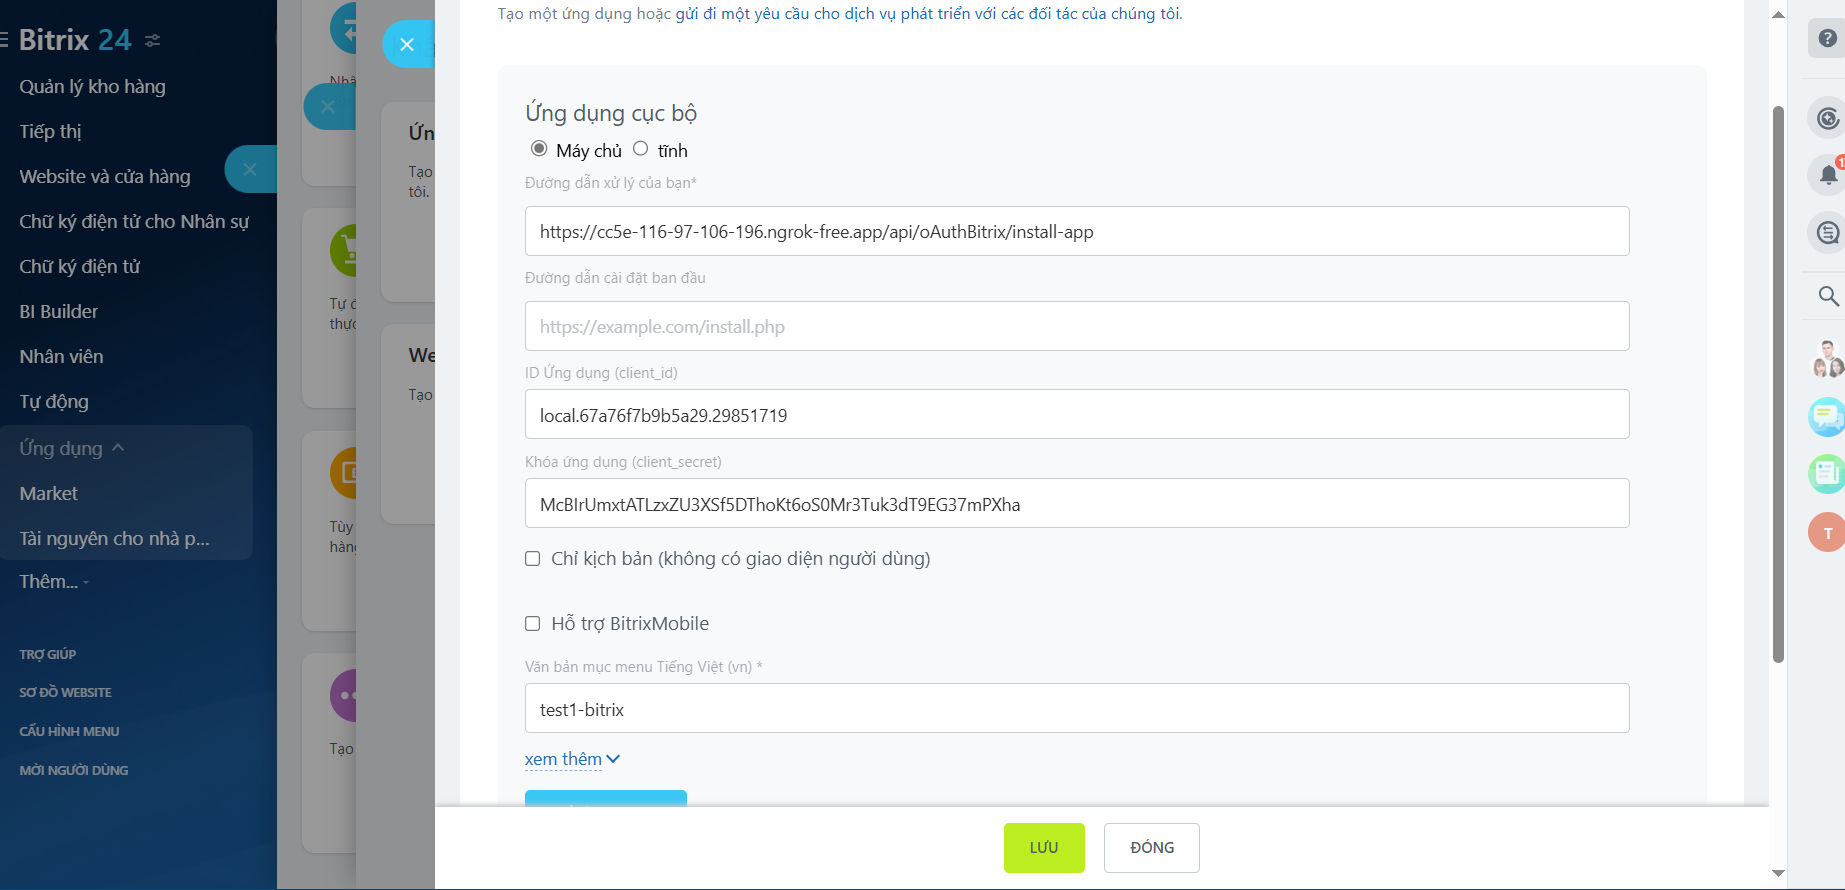 Bitrix 24
Quản lý kho hàng
Tiếp thị
Website và cửa hàng
Chữ ký điện tử cho Nhân sự
Chữ ký điện tử
BI Builder
Nhân viên
Tự động
Ứng dụng
Market
Tài nguyên cho nhà p...
Thêm...
TRỢ GIÚP
SƠ ĐỒ WEBSITE
CẤU HÌNH MENU
MỜI NGƯỜI DÙNG
Tự
thực
Tùy
hàng
Tạo
Ứn
Tạo
tôi.
We
Tạo
Tạo một ứng dụng hoặc gửi đi một yêu cầu cho dịch vụ phát triển với các đối tác của chúng tôi.
Ứng dụng cục bộ
Máy chủ tĩnh
Đường dẫn xử lý của bạn*
https://cc5e-116-97-106-196.ngrok-free.app/api/oAuthBitrix/install-app
Đường dẫn cài đặt ban đầu
https://example.com/install.php
ID Ứng dụng (client_id)
local.67a76f7b9b5a29.29851719
Khóa ứng dụng (client_secret)
McBIrUmxtATLzxZU3XSf5DThoKt6oS0Mr3Tuk3dT9EG37mPXha
Chỉ kịch bản (không có giao diện người dùng)
Hỗ trợ BitrixMobile
Văn bản mục menu Tiếng Việt (vn) *
test1-bitrix
xem thêm
LƯU
ĐÓNG
1
T